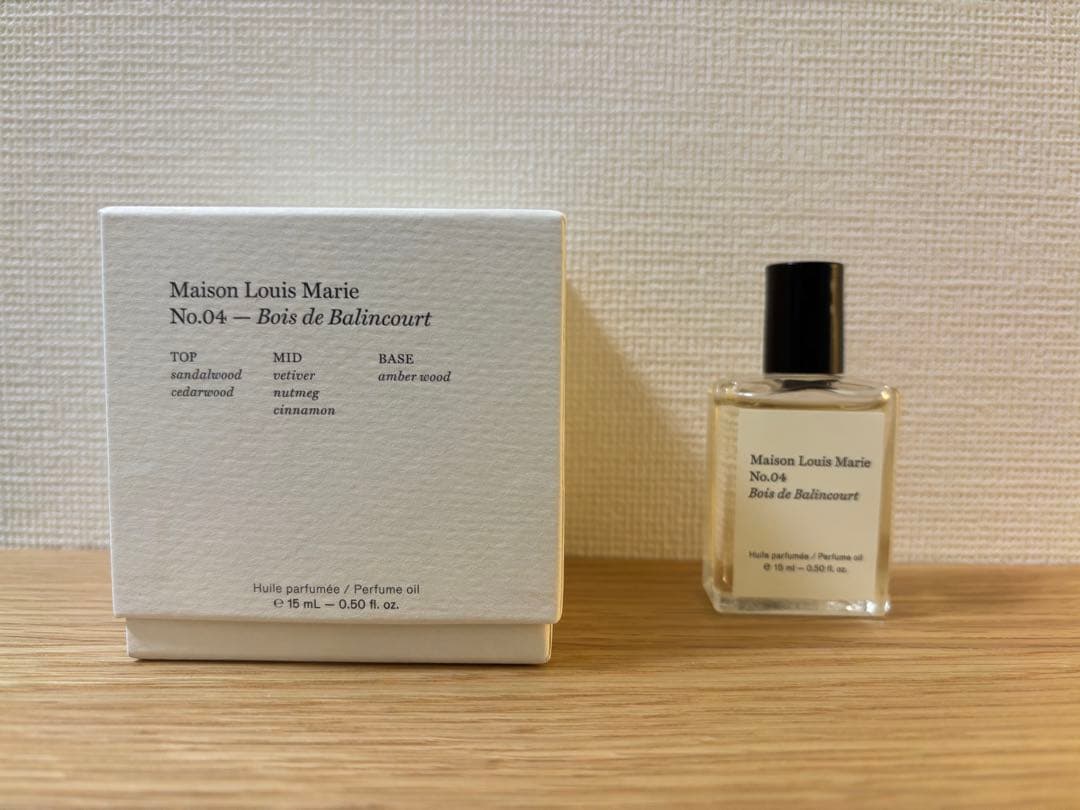 Maison Louis Marie
No.04 — Bois de Balincourt
TOP
sandalwood
cedarwood
MID
vetiver
nutmeg
cinnamon
BASE
amber wood
Huile parfumée / Perfume oil
℮ 15 mL — 0.50 fl. oz.
Maison Louis Marie
No.04
Bois de Balincourt
Huile parfumée / Perfume oil
℮ 15 ml — 0.50 fl. oz.